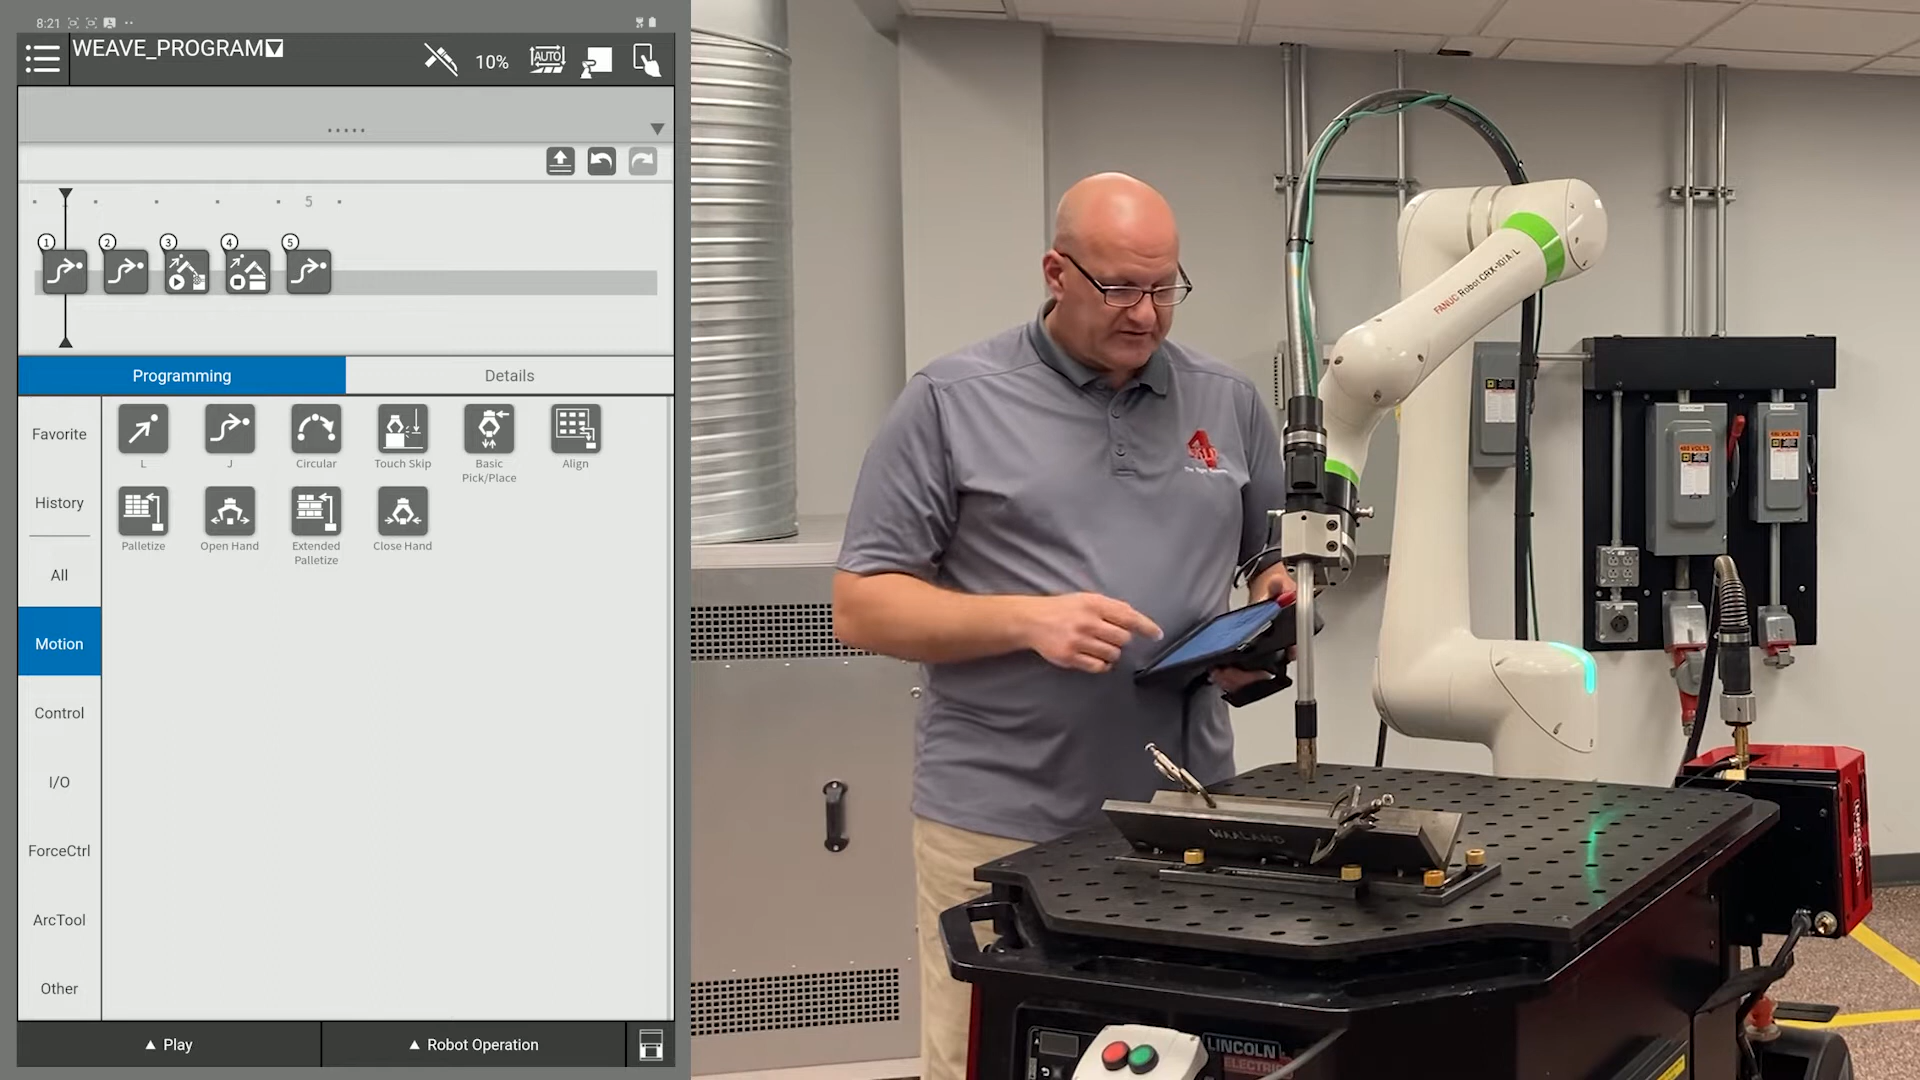 8:21
WEAVE_PROGRAM
10%
AUTO
5
1
2
3
4
5
Programming
Details
Favorite
History
All
Motion
Control
I/O
ForceCtrl
ArcTool
Other
L
J
Circular
Touch Skip
Basic
Pick/Place
Align
Palletize
Open Hand
Extended
Palletize
Close Hand
Play
Robot Operation
FANUC Robot CRX-10iA/L
WAALAND
LINCOLN
ELECTRIC